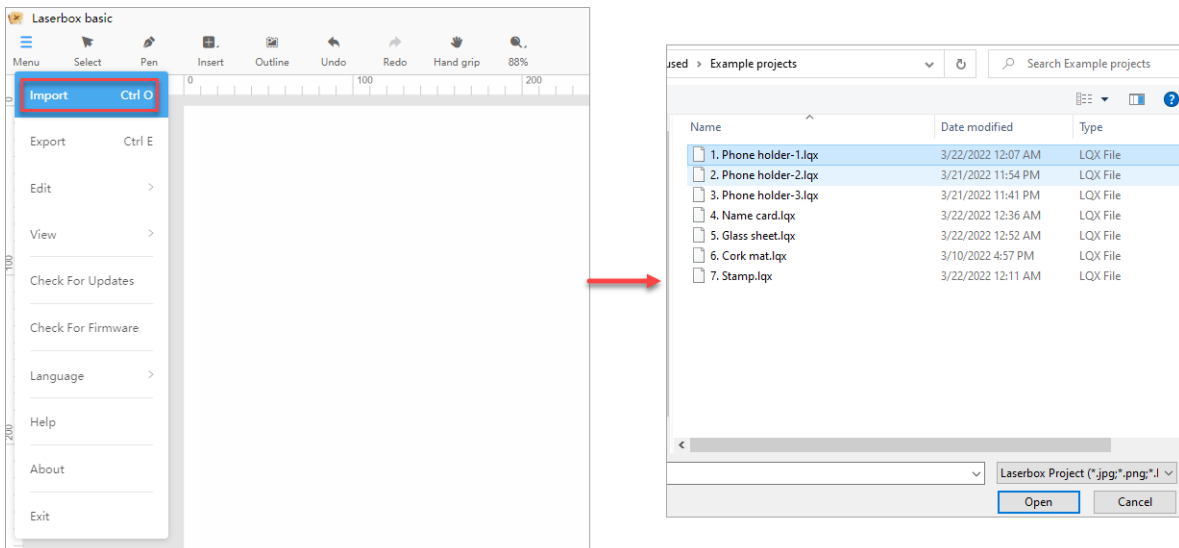 Laserbox basic
Menu Select Pen Insert Outline Undo Redo Hand grip 88%
0 100 200
0
Import Ctrl O
Export Ctrl E
Edit
View
100
Check For Updates
Check For Firmware
Language
Help
200
About
Exit
used > Example projects Search Example projects
Name Date modified Type
1. Phone holder-1.lqx 3/22/2022 12:07 AM LQX File
2. Phone holder-2.lqx 3/21/2022 11:54 PM LQX File
3. Phone holder-3.lqx 3/21/2022 11:41 PM LQX File
4. Name card.lqx 3/22/2022 12:36 AM LQX File
5. Glass sheet.lqx 3/22/2022 12:52 AM LQX File
6. Cork mat.lqx 3/10/2022 4:57 PM LQX File
7. Stamp.lqx 3/22/2022 12:11 AM LQX File
Laserbox Project (*.jpg;*.png;*.l
Open Cancel